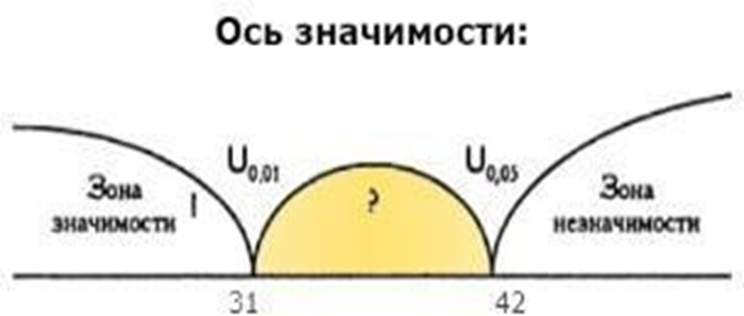 Ось значимости:
U0,01
U0,05
Зона
значимости
?
Зона
незначимости
31
42